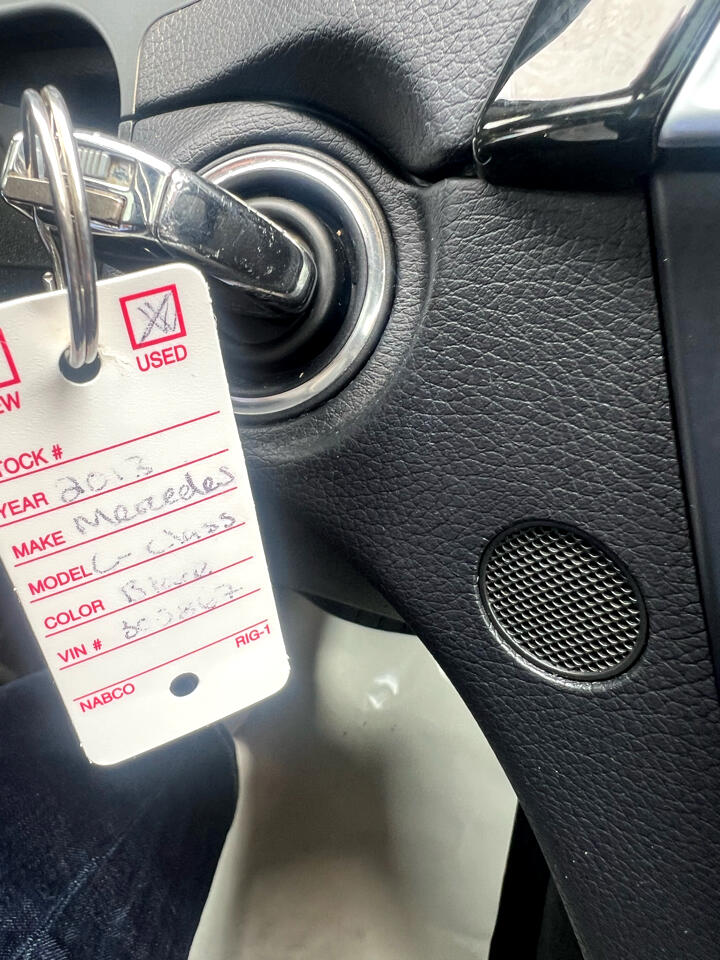 USED
EW
TOCK #
YEAR 2013
MAKE Mercedes
MODEL C-Class
COLOR Black
VIN #
RIG-1
NABCO